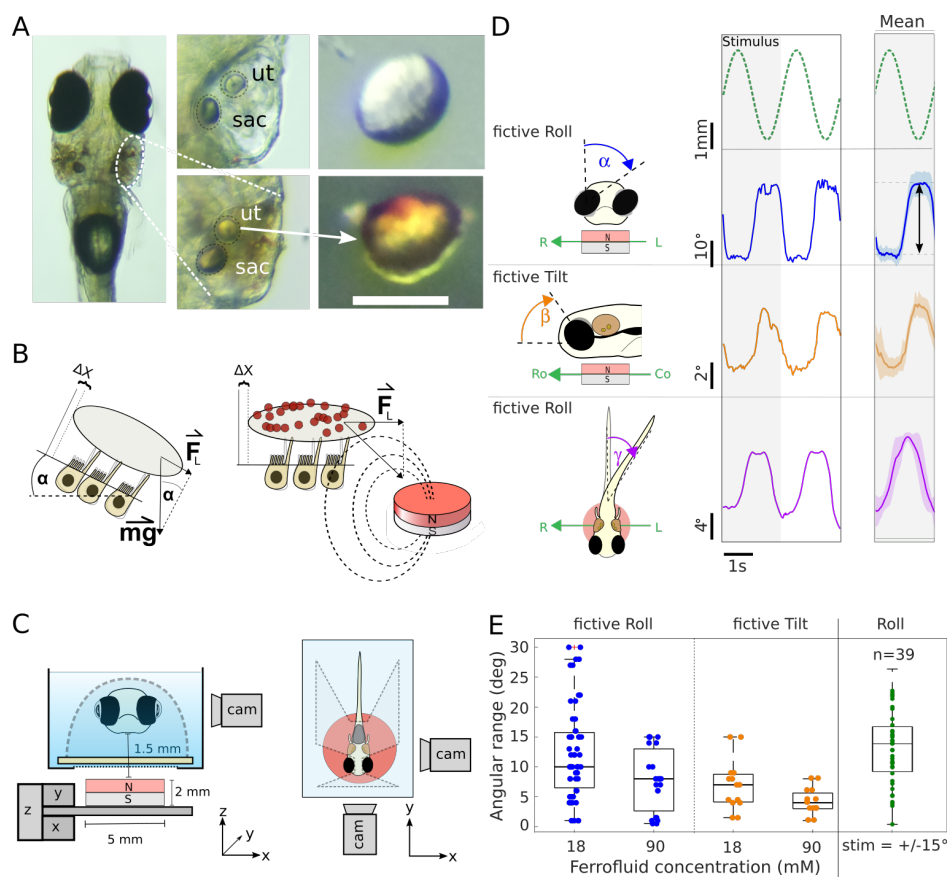 A
ut
sac
ut
sac
B
ΔX
α
F_L
α
mg
ΔX
F_L
N
S
C
cam
1.5 mm
N
S
2 mm
z
y
x
5 mm
z
y
x
cam
cam
y
x
D
Mean
Stimulus
1mm
fictive Roll
α
N
S
R
L
10°
fictive Tilt
β
N
S
Ro
Co
2°
fictive Roll
γ
R
L
4°
1s
E
fictive Roll
fictive Tilt
Roll
n=39
Angular range (deg)
30
25
20
15
10
5
0
18
90
18
90
stim = +/-15°
Ferrofluid concentration (mM)